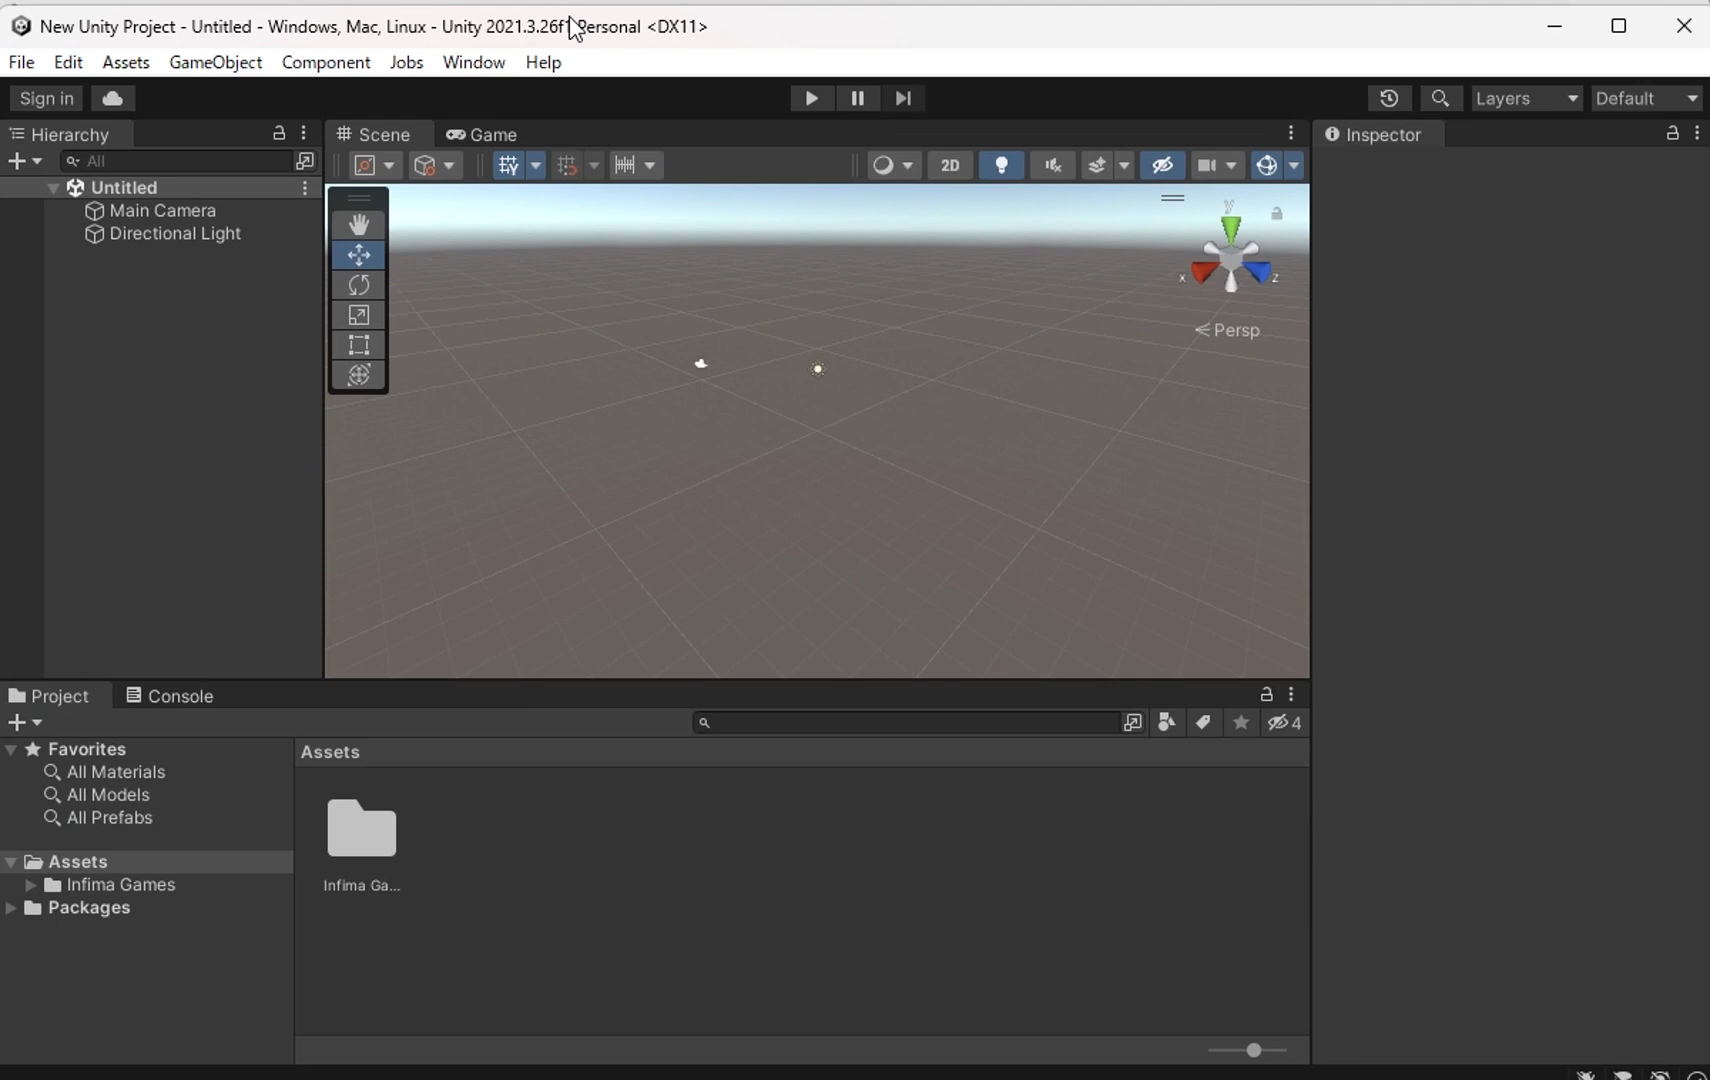 New Unity Project - Untitled - Windows, Mac, Linux - Unity 2021.3.26f1 Personal <DX11>
File Edit Assets GameObject Component Jobs Window Help
Sign in
Layers
Default
Hierarchy
Scene
Game
Inspector
All
2D
Untitled
Main Camera
Directional Light
y
x
z
Persp
Project
Console
4
Favorites
All Materials
All Models
All Prefabs
Assets
Infima Games
Packages
Assets
Infima Ga...